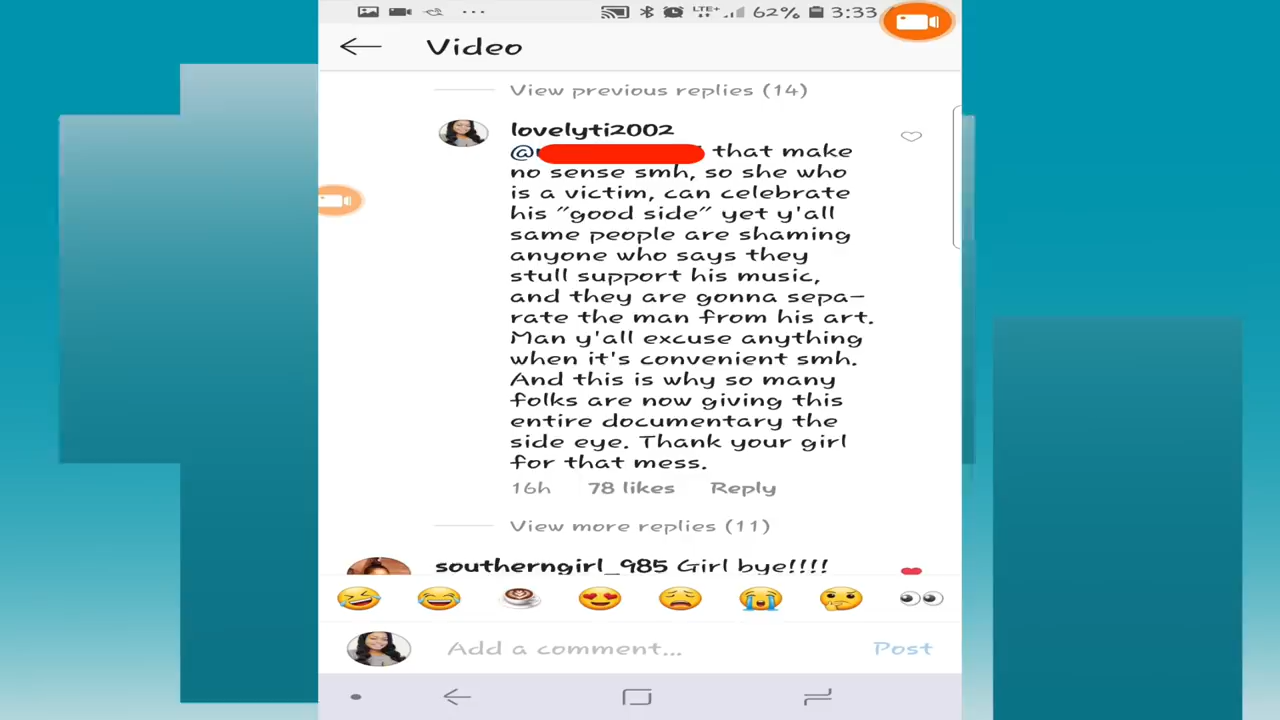 LTE+ 62% 3:33
Video
View previous replies (14)
lovelyti2002
that make
no sense smh, so she who
is a victim, can celebrate
his "good side" yet y'all
same people are shaming
anyone who says they
stull support his music,
and they are gonna sepa-
rate the man from his art.
Man y'all excuse anything
when it's convenient smh.
And this is why so many
folks are now giving this
entire documentary the
side eye. Thank your girl
for that mess.
16h 78 likes Reply
View more replies (11)
southerngirl_985 Girl bye!!!!
Add a comment... Post